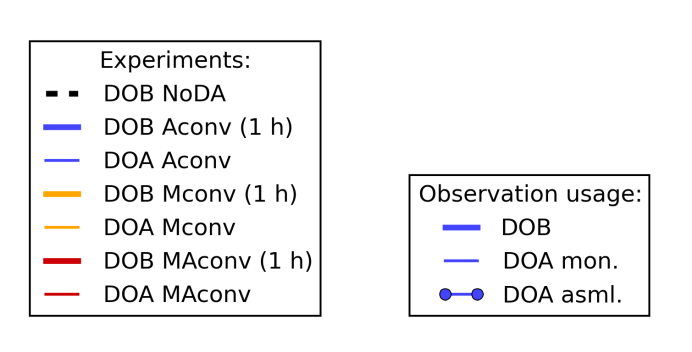 Experiments:
DOB NoDA
DOB Aconv (1 h)
DOA Aconv
DOB Mconv (1 h)
DOA Mconv
DOB MAconv (1 h)
DOA MAconv
Observation usage:
DOB
DOA mon.
DOA asml.